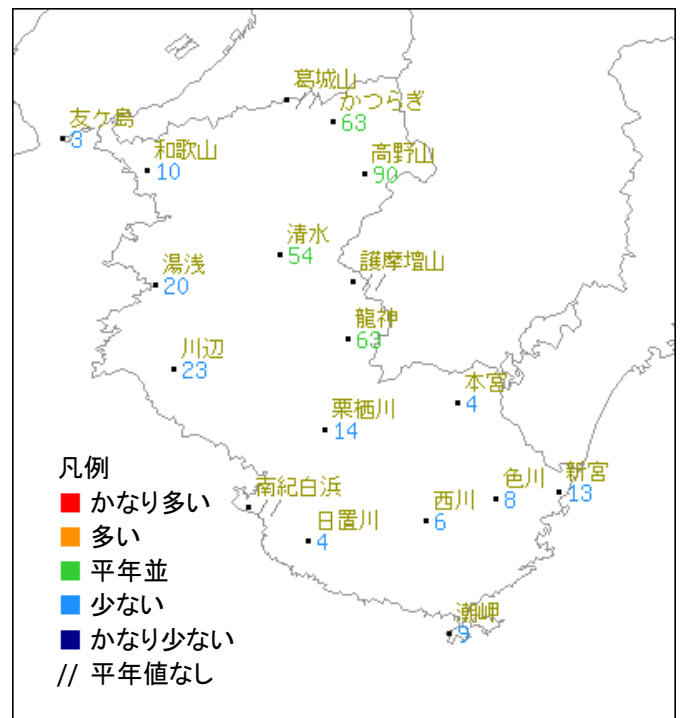 葛城山
//
かつらぎ
63
友ケ島
3
和歌山
10
高野山
90
清水
54
護摩壇山
//
湯浅
20
龍神
63
川辺
23
本宮
4
栗栖川
14
南紀白浜
//
日置川
4
西川
6
色川
8
新宮
13
潮岬
9
凡例
かなり多い
多い
平年並
少ない
かなり少ない
// 平年値なし